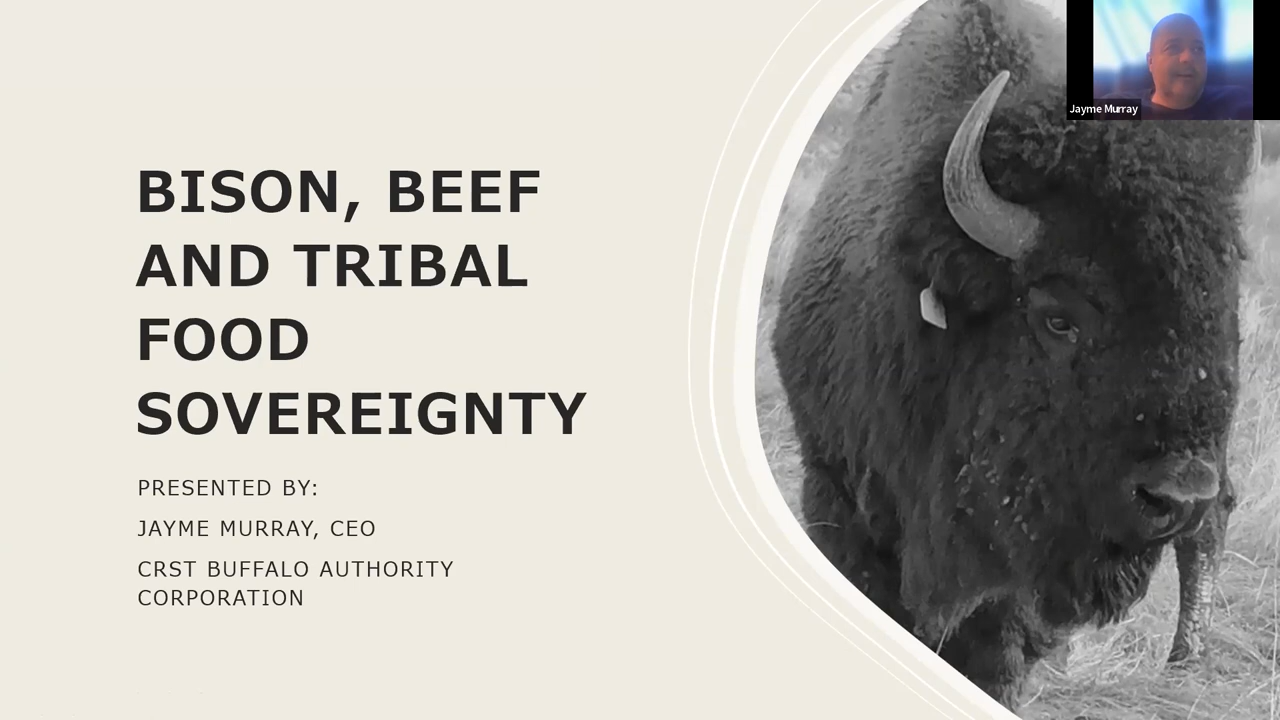 BISON, BEEF
AND TRIBAL
FOOD
SOVEREIGNTY
PRESENTED BY:
JAYME MURRAY, CEO
CRST BUFFALO AUTHORITY
CORPORATION
Jayme Murray